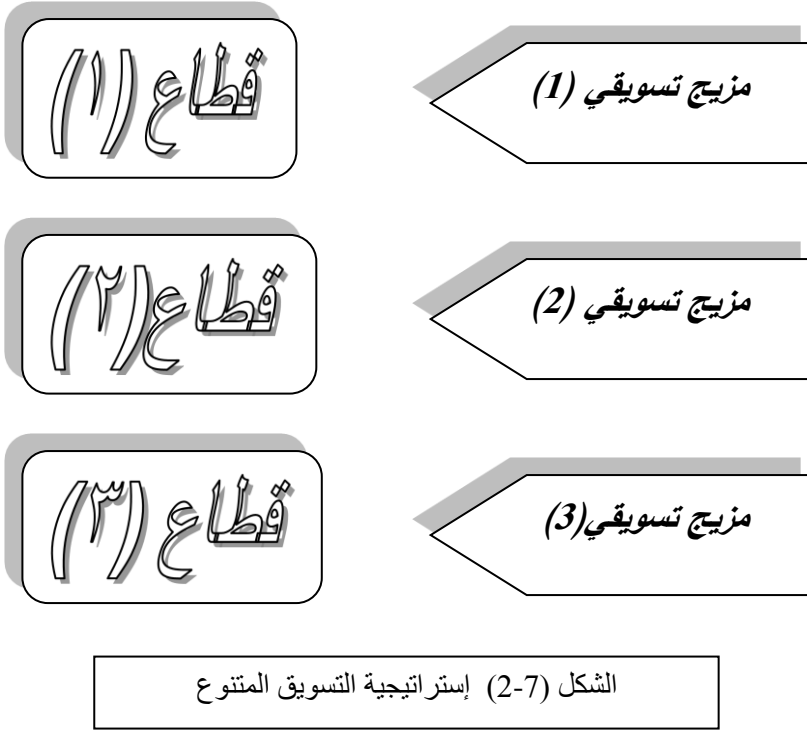 مزيج تسويقي (1)
قطاع (١)
مزيج تسويقي (2)
قطاع(٢)
مزيج تسويقي(3)
قطاع (٣)
الشكل (7-2) إستراتيجية التسويق المتنوع